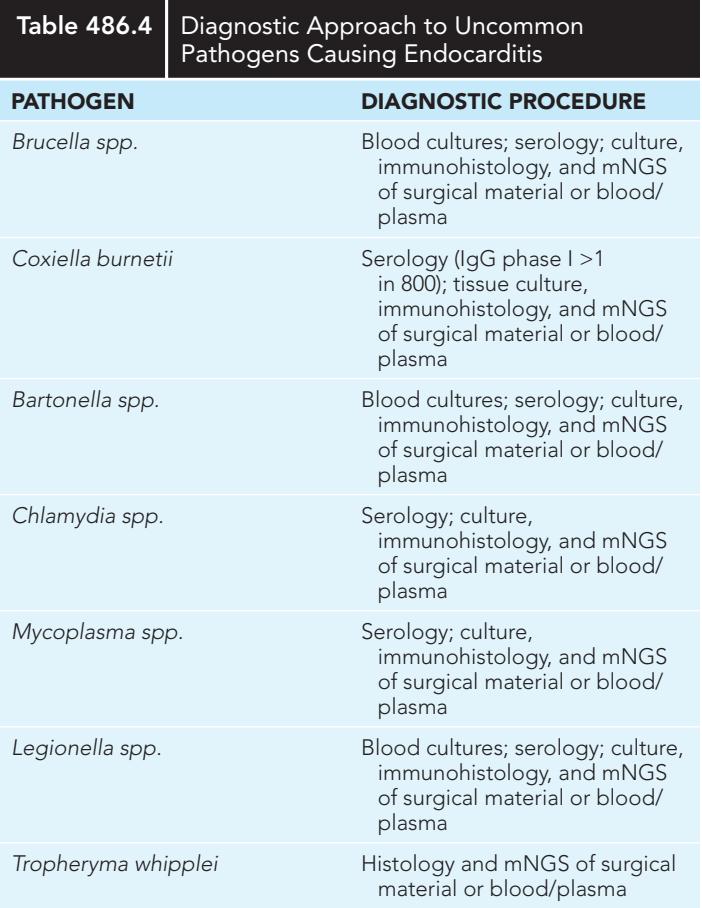 Table 486.4 Diagnostic Approach to Uncommon
Pathogens Causing Endocarditis
PATHOGEN DIAGNOSTIC PROCEDURE
Brucella spp. Blood cultures; serology; culture,
immunohistology, and mNGS
of surgical material or blood/
plasma
Coxiella burnetii Serology (IgG phase I >1
in 800); tissue culture,
immunohistology, and mNGS
of surgical material or blood/
plasma
Bartonella spp. Blood cultures; serology; culture,
immunohistology, and mNGS
of surgical material or blood/
plasma
Chlamydia spp. Serology; culture,
immunohistology, and mNGS
of surgical material or blood/
plasma
Mycoplasma spp. Serology; culture,
immunohistology, and mNGS
of surgical material or blood/
plasma
Legionella spp. Blood cultures; serology; culture,
immunohistology, and mNGS
of surgical material or blood/
plasma
Tropheryma whipplei Histology and mNGS of surgical
material or blood/plasma